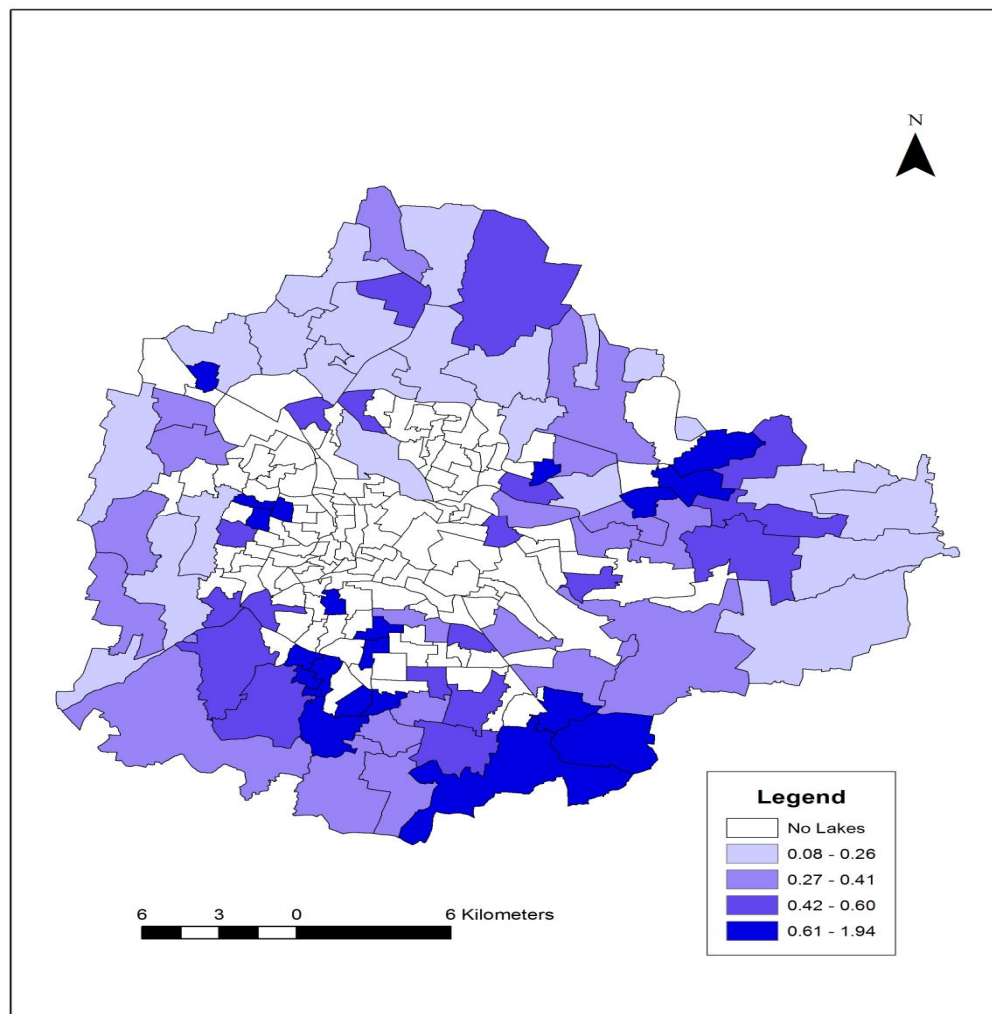 N
Legend
No Lakes
0.08 - 0.26
0.27 - 0.41
0.42 - 0.60
0.61 - 1.94
6 3 0 6 Kilometers